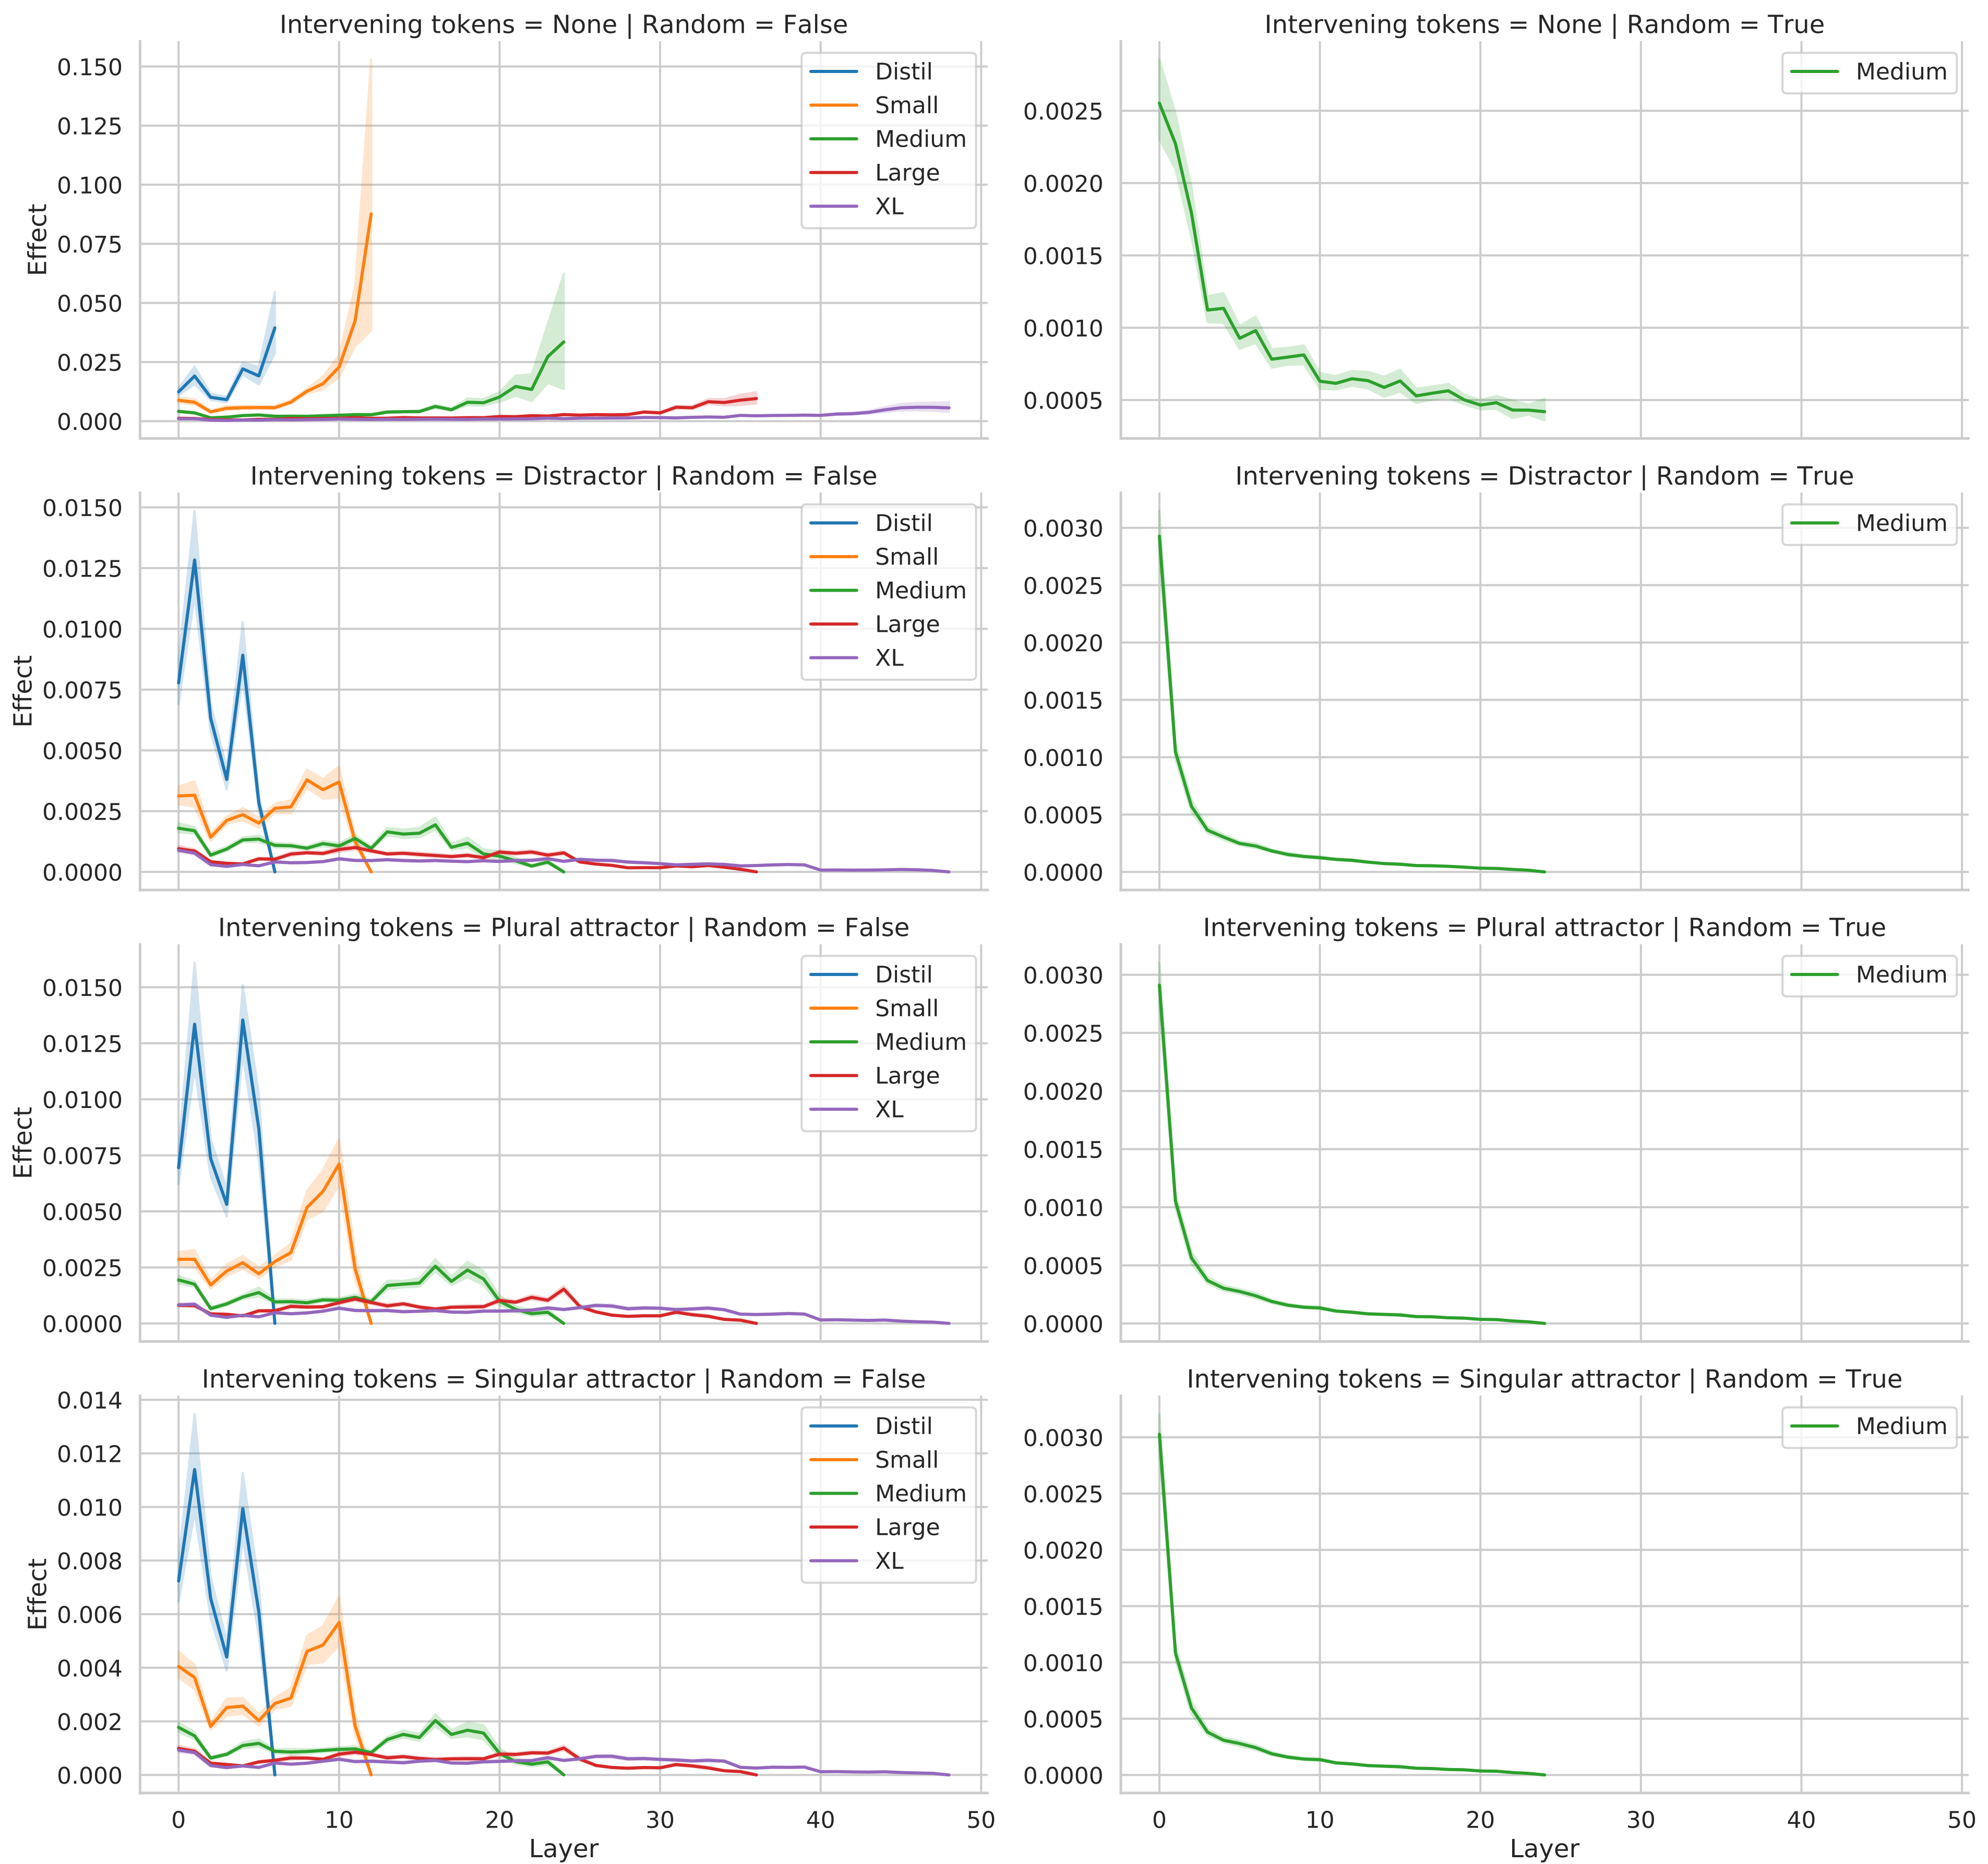 Intervening tokens = None | Random = False
Effect
0.150
0.125
0.100
0.075
0.050
0.025
0.000
Distil
Small
Medium
Large
XL
Intervening tokens = None | Random = True
0.0025
0.0020
0.0015
0.0010
0.0005
Medium
Intervening tokens = Distractor | Random = False
Effect
0.0150
0.0125
0.0100
0.0075
0.0050
0.0025
0.0000
Distil
Small
Medium
Large
XL
Intervening tokens = Distractor | Random = True
0.0030
0.0025
0.0020
0.0015
0.0010
0.0005
0.0000
Medium
Intervening tokens = Plural attractor | Random = False
Effect
0.0150
0.0125
0.0100
0.0075
0.0050
0.0025
0.0000
Distil
Small
Medium
Large
XL
Intervening tokens = Plural attractor | Random = True
0.0030
0.0025
0.0020
0.0015
0.0010
0.0005
0.0000
Medium
Intervening tokens = Singular attractor | Random = False
Effect
0.014
0.012
0.010
0.008
0.006
0.004
0.002
0.000
Distil
Small
Medium
Large
XL
0 10 20 30 40 50
Layer
Intervening tokens = Singular attractor | Random = True
0.0030
0.0025
0.0020
0.0015
0.0010
0.0005
0.0000
Medium
0 10 20 30 40 50
Layer